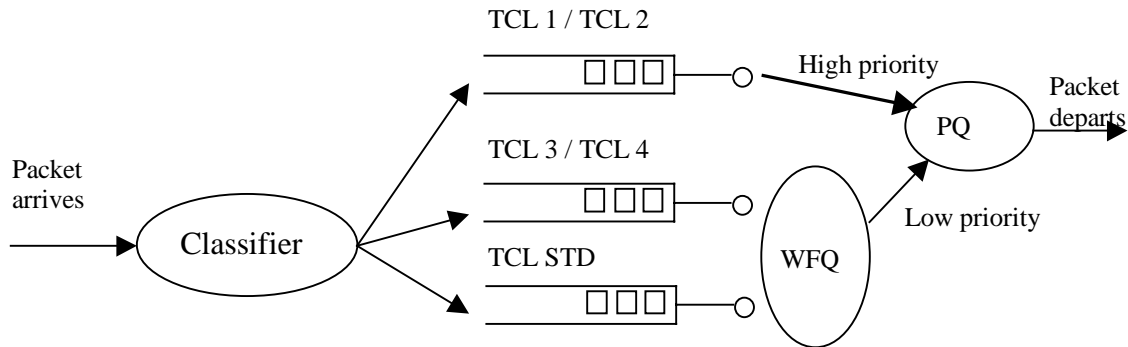 TCL 1 / TCL 2
High priority
Packet
departs
PQ
TCL 3 / TCL 4
Packet
arrives
Low priority
Classifier
TCL STD
WFQ